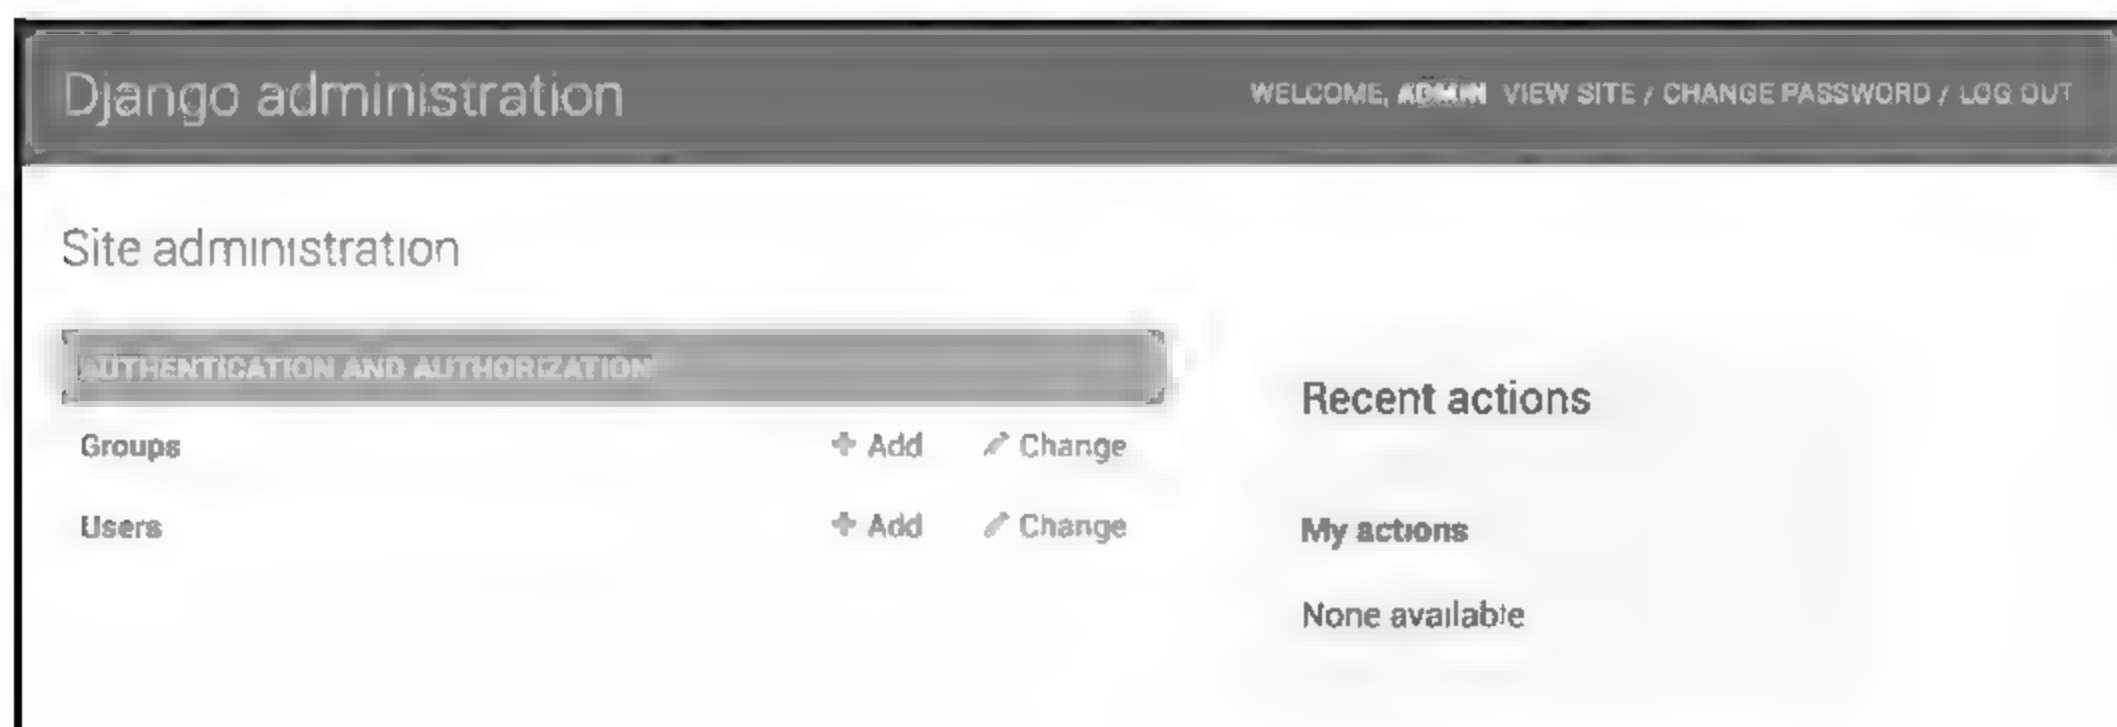 Django administration
WELCOME, ADMIN VIEW SITE / CHANGE PASSWORD / LOG OUT
Site administration
AUTHENTICATION AND AUTHORIZATION
Groups + Add Change
Users + Add Change
Recent actions
My actions
None available